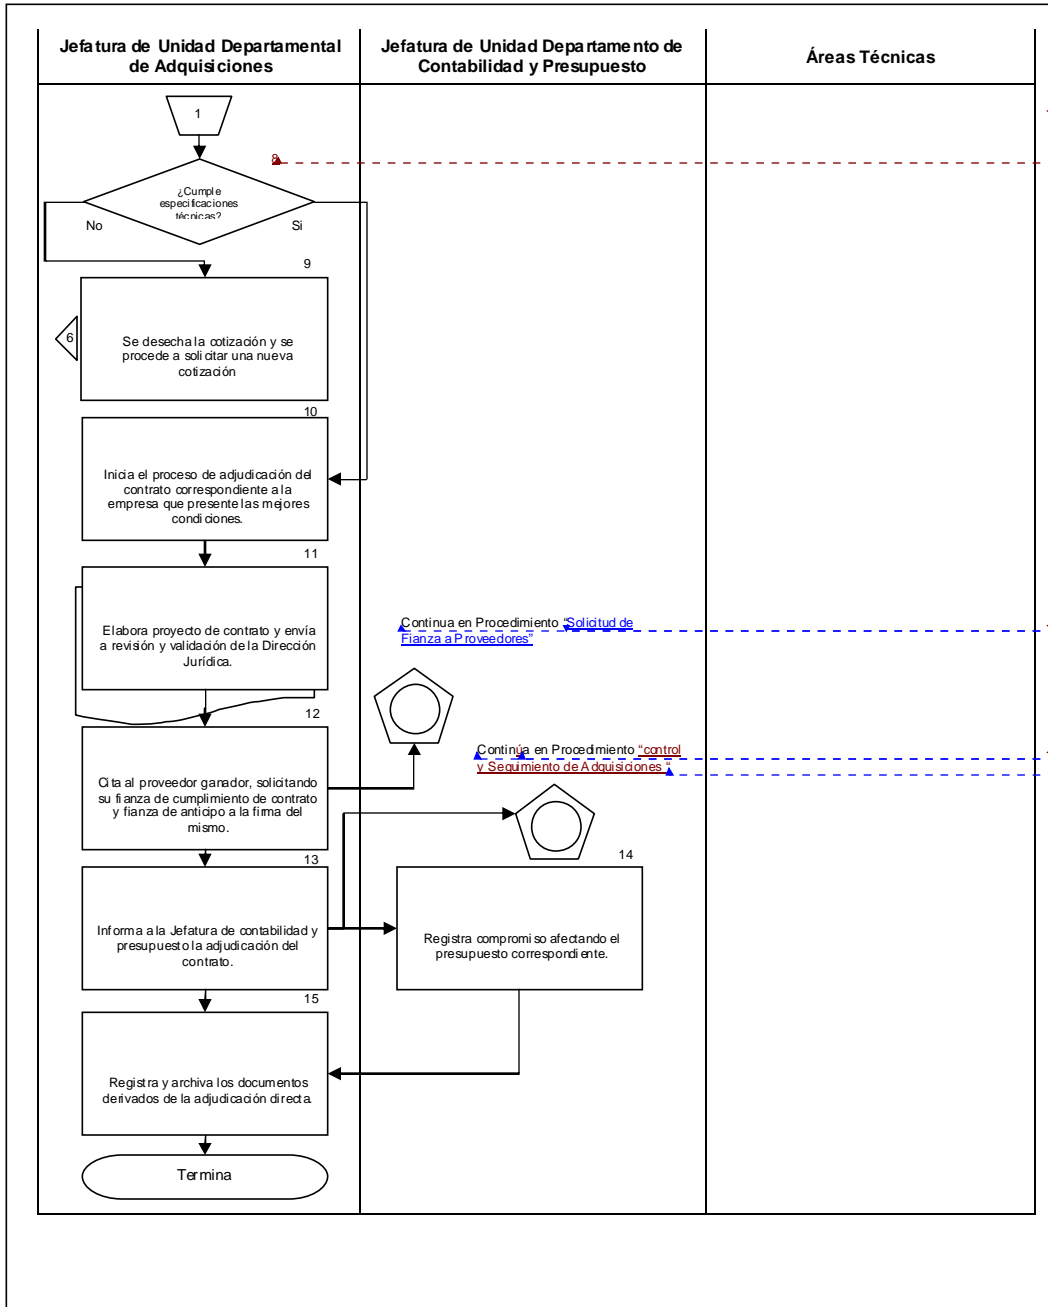 Jefatura de Unidad Departamental
de Adquisiciones
Jefatura de Unidad Departamento de
Contabilidad y Presupuesto
Áreas Técnicas
1
8
¿Cumple
especificaciones
técnicas?
No
Si
9
6
Se desecha la cotización y se
procede a solicitar una nueva
cotización
10
Inicia el proceso de adjudicación del
contrato correspondiente a la
empresa que presente las mejores
condiciones.
11
Elabora proyecto de contrato y envía
a revisión y validación de la Dirección
Jurídica.
Continua en Procedimiento “Solicitud de
Fianza a Proveedores”
12
Cita al proveedor ganador, solicitando
su fianza de cumplimiento de contrato
y fianza de anticipo a la firma del
mismo.
Continúa en Procedimiento “control
y Seguimiento de Adquisiciones “
13
Informa a la Jefatura de contabilidad y
presupuesto la adjudicación del
contrato.
14
Registra compromiso afectando el
presupuesto correspondiente.
15
Registra y archiva los documentos
derivados de la adjudicación directa.
Termina